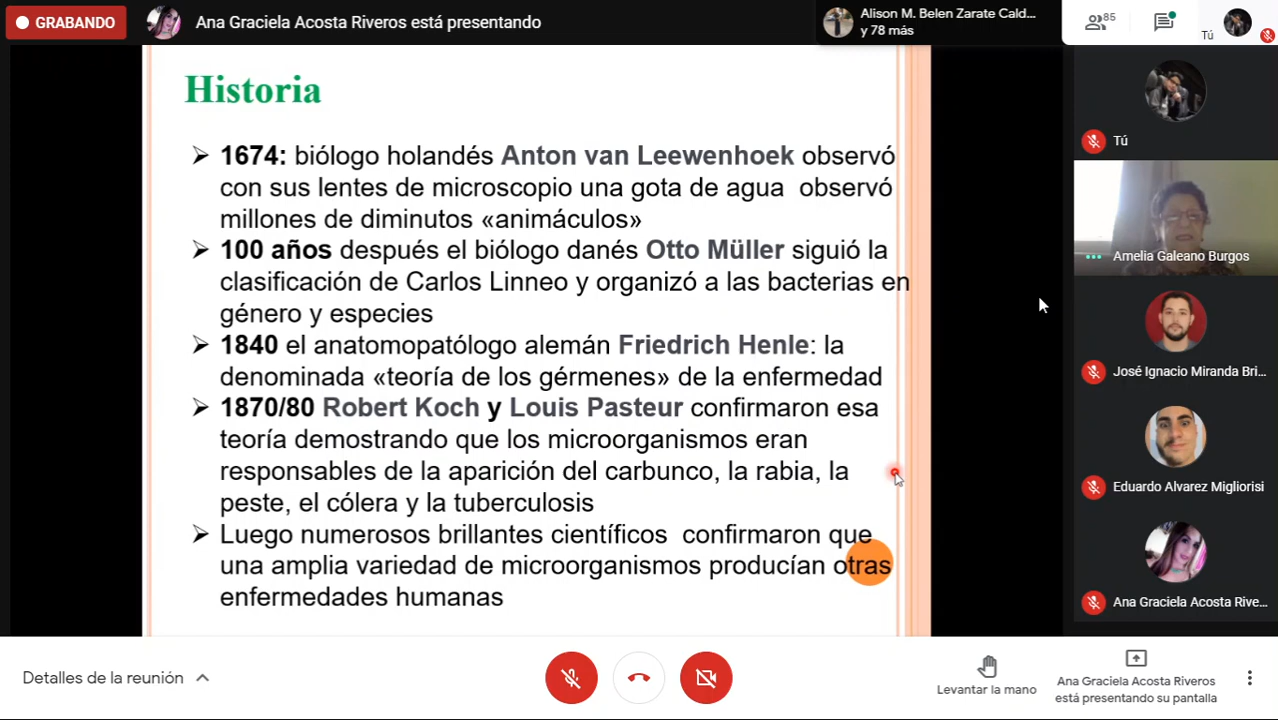 GRABANDO
Ana Graciela Acosta Riveros está presentando
Alison M. Belen Zarate Cald...
y 78 más
85
Tú
Historia
1674: biólogo holandés Anton van Leewenhoek observó
con sus lentes de microscopio una gota de agua observó
millones de diminutos «animáculos»
100 años después el biólogo danés Otto Müller siguió la
clasificación de Carlos Linneo y organizó a las bacterias en
género y especies
1840 el anatomopatólogo alemán Friedrich Henle: la
denominada «teoría de los gérmenes» de la enfermedad
1870/80 Robert Koch y Louis Pasteur confirmaron esa
teoría demostrando que los microorganismos eran
responsables de la aparición del carbunco, la rabia, la
peste, el cólera y la tuberculosis
Luego numerosos brillantes científicos confirmaron que
una amplia variedad de microorganismos producían otras
enfermedades humanas
Tú
Amelia Galeano Burgos
José Ignacio Miranda Bri...
Eduardo Alvarez Migliorisi
Ana Graciela Acosta Rive...
Detalles de la reunión
Levantar la mano
Ana Graciela Acosta Riveros
está presentando su pantalla